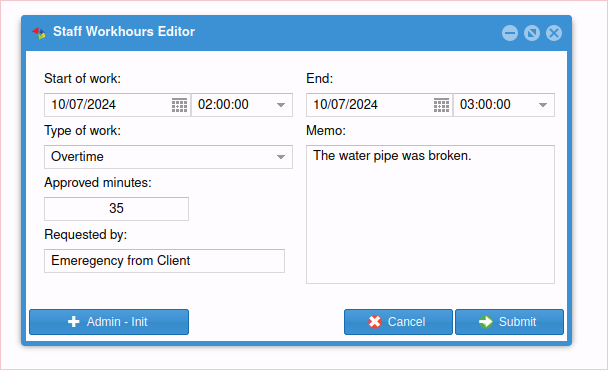 Staff Workhours Editor
Start of work:
End:
10/07/2024 02:00:00
10/07/2024 03:00:00
Type of work:
Memo:
Overtime
The water pipe was broken.
Approved minutes:
35
Requested by:
Emeregency from Client
Admin - Init
Cancel
Submit